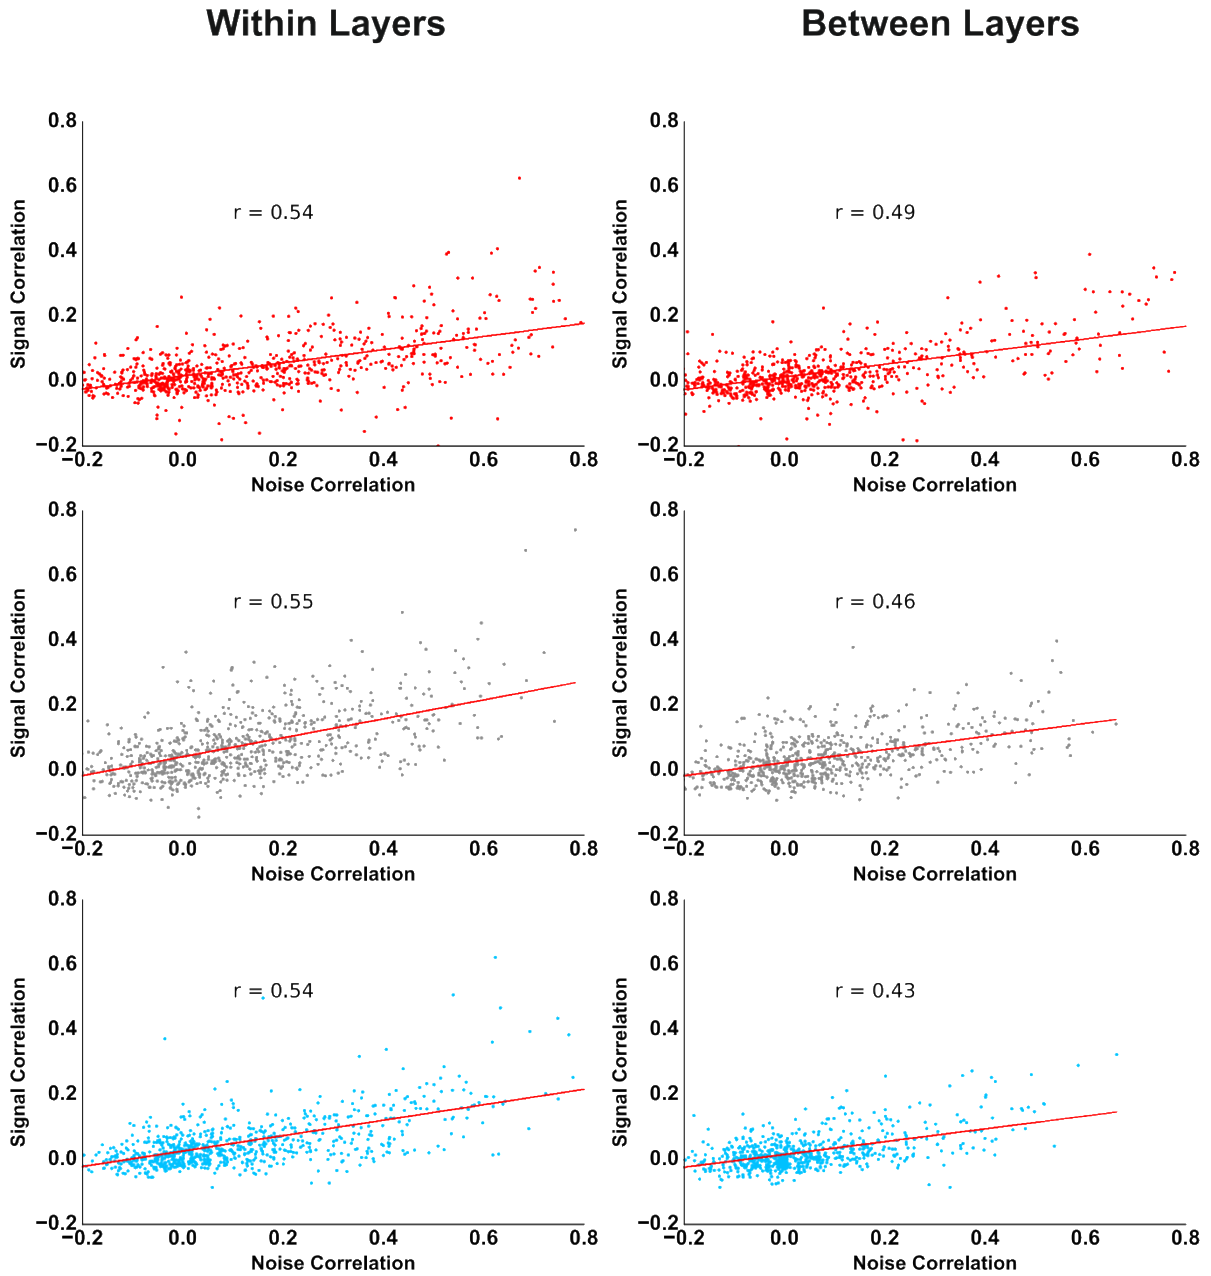 Within Layers
Between Layers
0.8
0.6
0.4
0.2
0.0
−0.2
Signal Correlation
r = 0.54
−0.2 0.0 0.2 0.4 0.6 0.8
Noise Correlation
0.8
0.6
0.4
0.2
0.0
−0.2
Signal Correlation
r = 0.49
−0.2 0.0 0.2 0.4 0.6 0.8
Noise Correlation
0.8
0.6
0.4
0.2
0.0
−0.2
Signal Correlation
r = 0.55
−0.2 0.0 0.2 0.4 0.6 0.8
Noise Correlation
0.8
0.6
0.4
0.2
0.0
−0.2
Signal Correlation
r = 0.46
−0.2 0.0 0.2 0.4 0.6 0.8
Noise Correlation
0.8
0.6
0.4
0.2
0.0
−0.2
Signal Correlation
r = 0.54
−0.2 0.0 0.2 0.4 0.6 0.8
Noise Correlation
0.8
0.6
0.4
0.2
0.0
−0.2
Signal Correlation
r = 0.43
−0.2 0.0 0.2 0.4 0.6 0.8
Noise Correlation